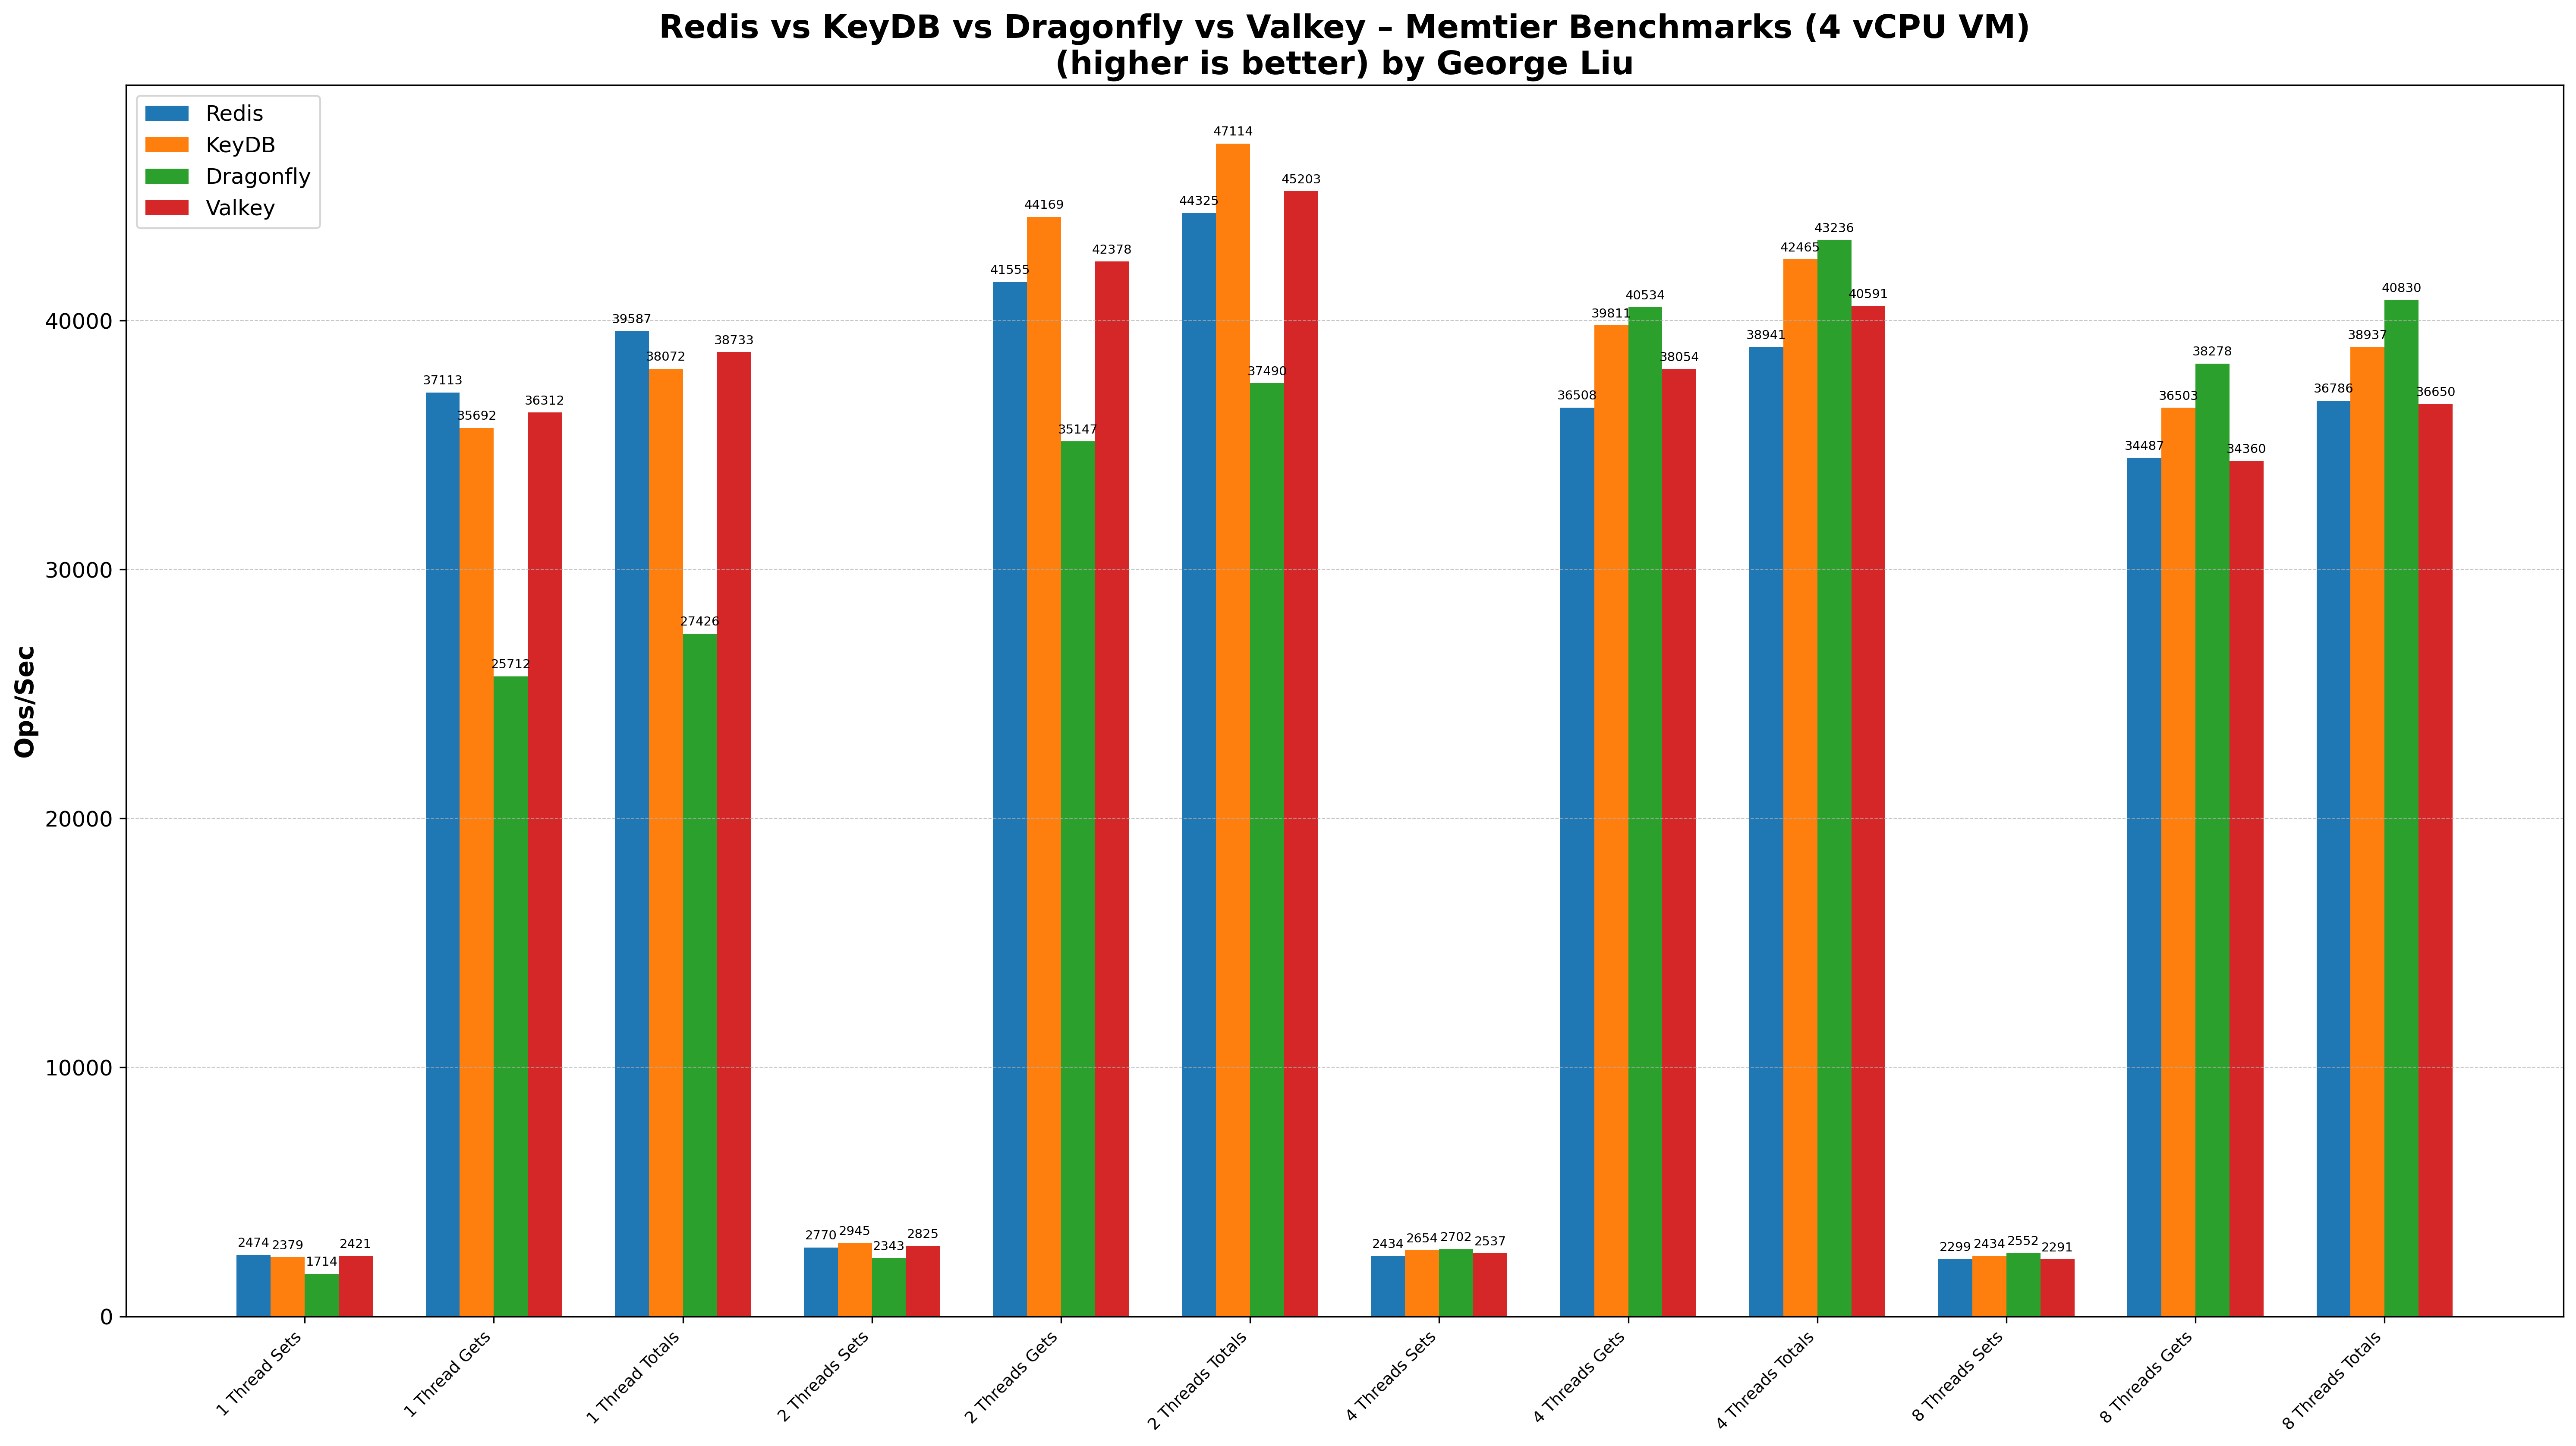 Redis vs KeyDB vs Dragonfly vs Valkey – Memtier Benchmarks (4 vCPU VM)
(higher is better) by George Liu
Redis
KeyDB
Dragonfly
Valkey
Ops/Sec
40000
30000
20000
10000
0
2474 2379 1714 2421
37113 35692 25712 36312
39587 38072 27426 38733
2770 2945 2343 2825
41555 44169 35147 42378
44325 47114 37490 45203
2434 2654 2702 2537
36508 39811 40534 38054
38941 42465 43236 40591
2299 2434 2552 2291
34487 36503 38278 34360
36786 38937 40830 36650
1 Thread Sets
1 Thread Gets
1 Thread Totals
2 Threads Sets
2 Threads Gets
2 Threads Totals
4 Threads Sets
4 Threads Gets
4 Threads Totals
8 Threads Sets
8 Threads Gets
8 Threads Totals